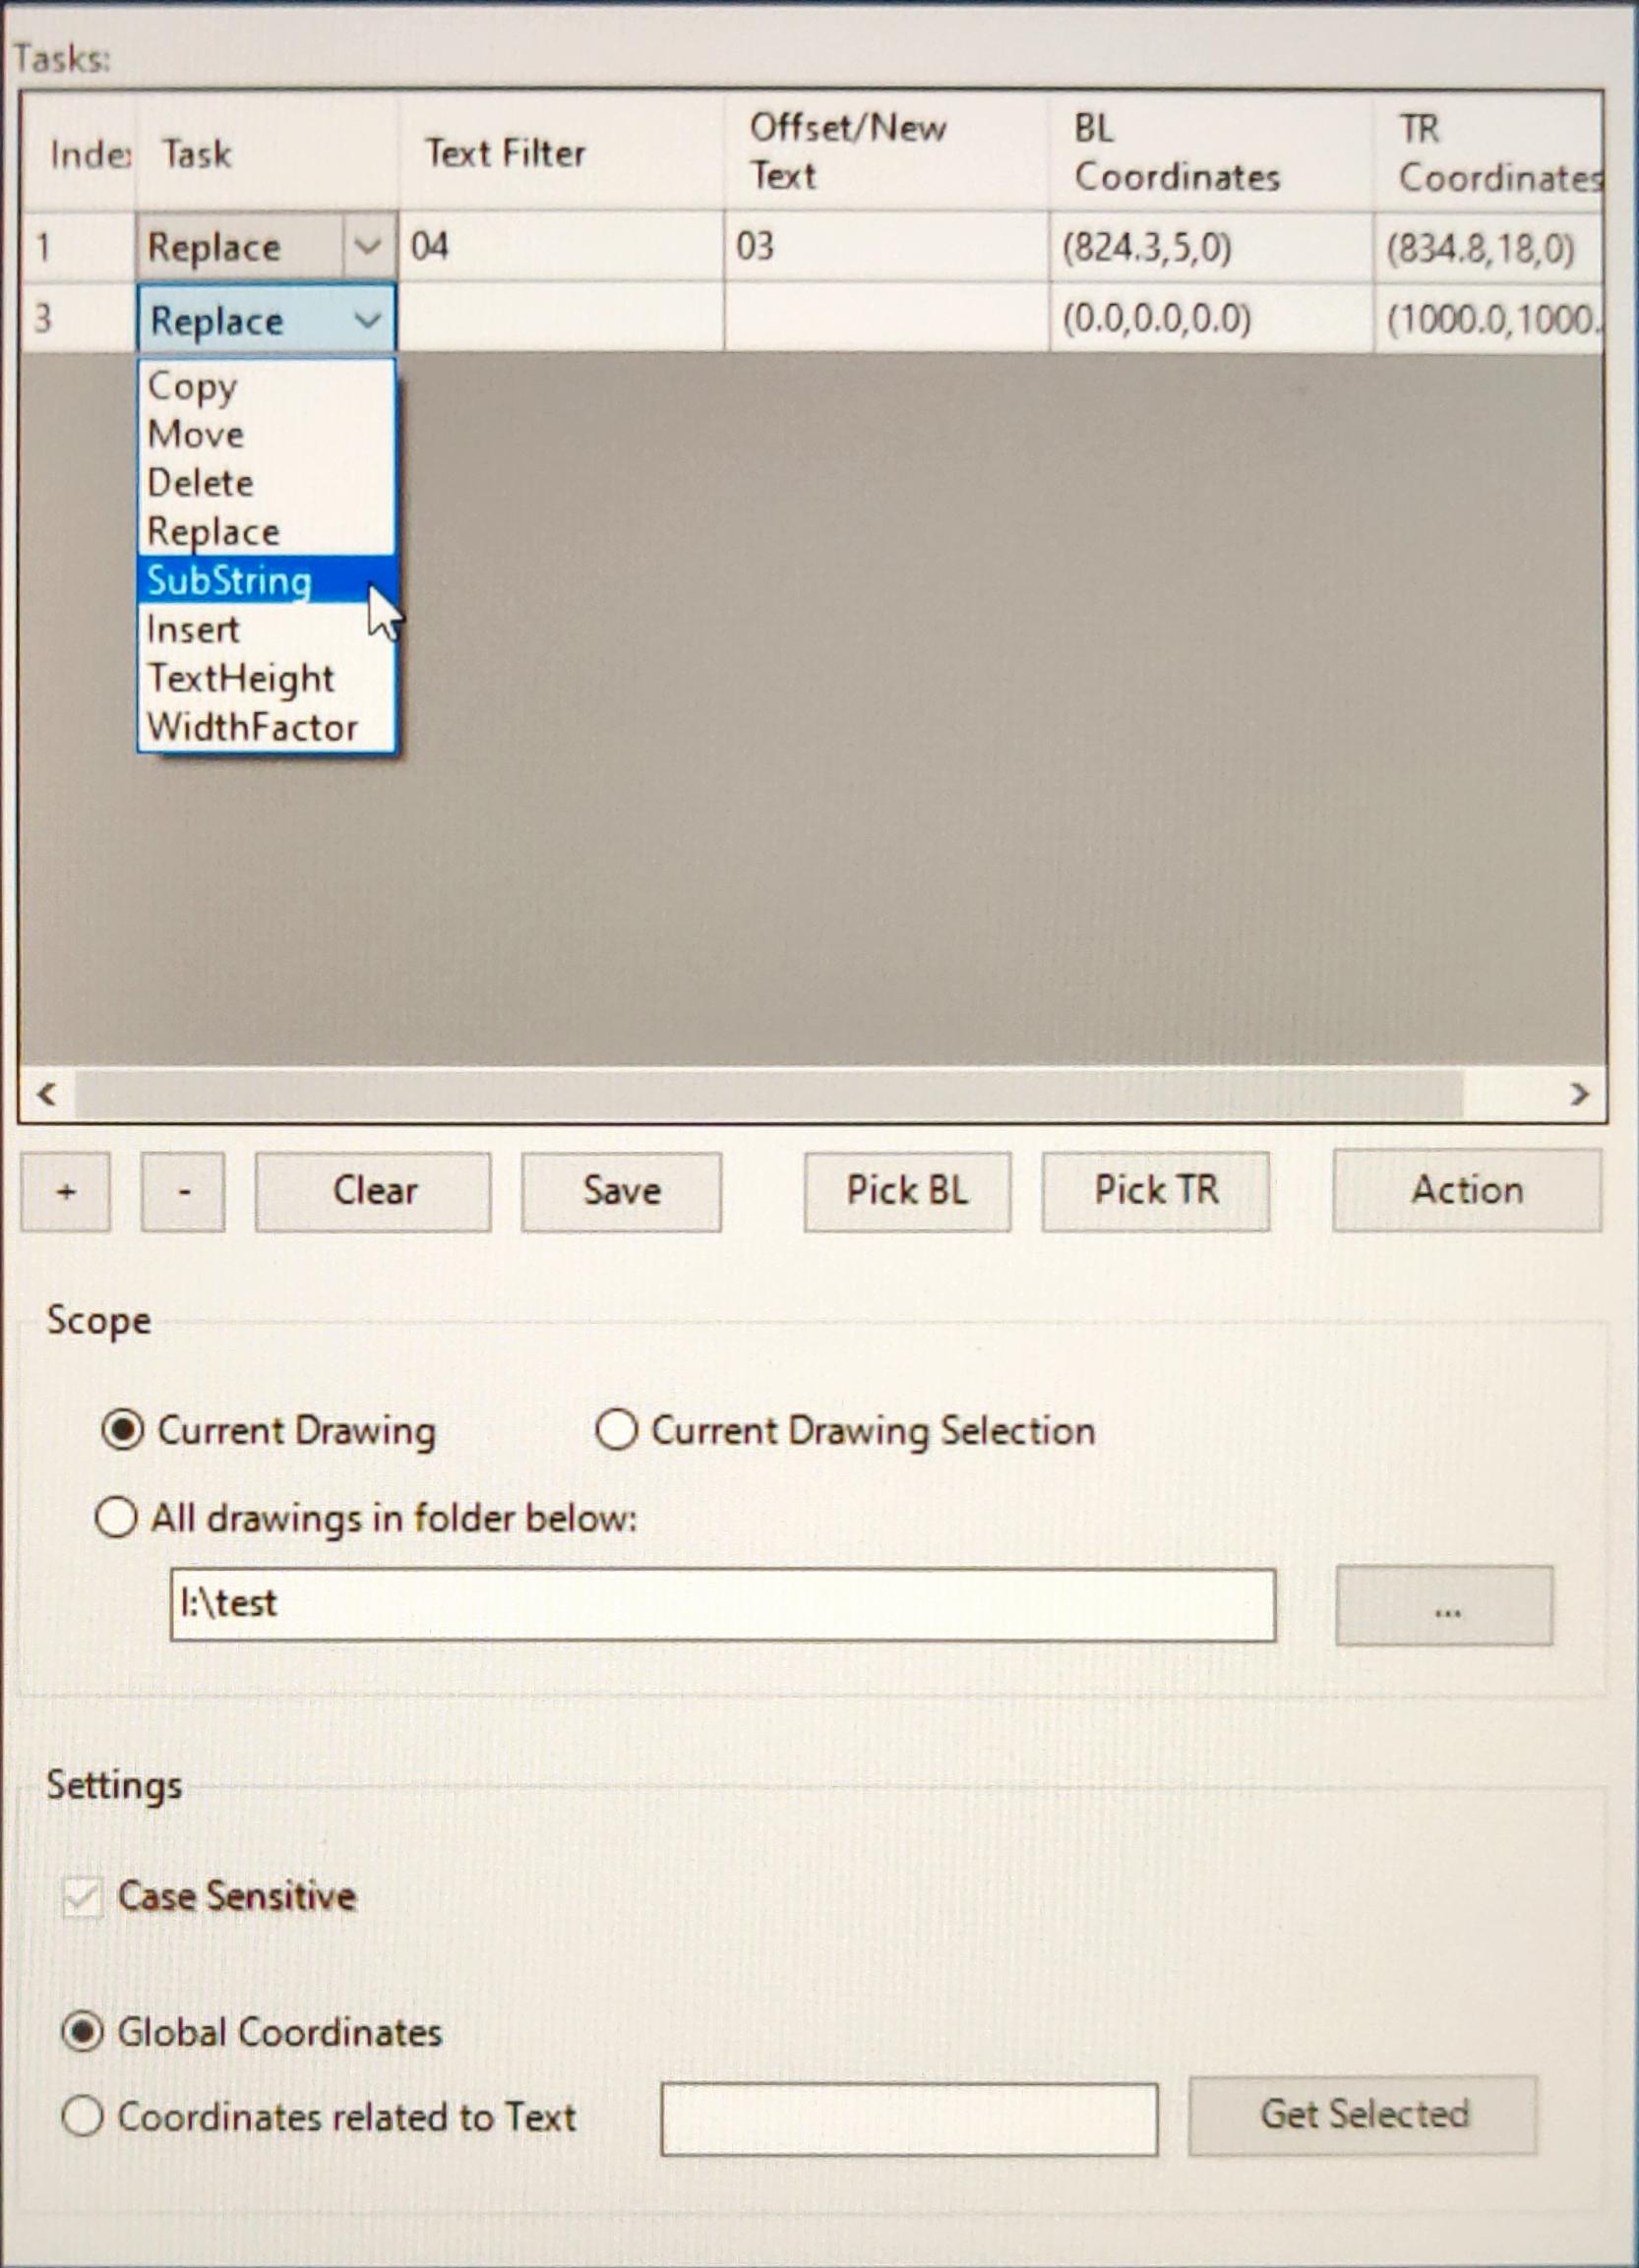 Tasks:
Index Task Text Filter Offset/New Text BL Coordinates TR Coordinates
1 Replace 04 03 (824.3,5,0) (834.8,18,0)
3 Replace (0.0,0.0,0.0) (1000.0,1000.
Copy
Move
Delete
Replace
SubString
Insert
TextHeight
WidthFactor
+ - Clear Save Pick BL Pick TR Action
Scope
Current Drawing Current Drawing Selection
All drawings in folder below:
I:\test ...
Settings
Case Sensitive
Global Coordinates
Coordinates related to Text Get Selected